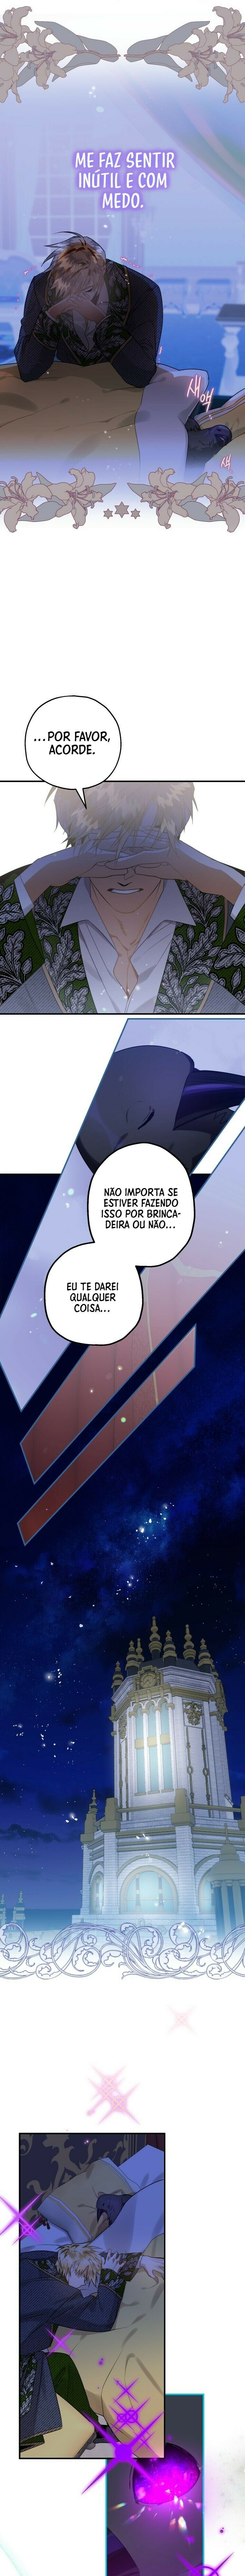 ME FAZ SENTIR
INÚTIL E COM
MEDO.
새액
색
...POR FAVOR,
ACORDE.
NÃO IMPORTA SE
ESTIVER FAZENDO
ISSO POR BRINCA-
DEIRA OU NÃO...
EU TE DAREI
QUALQUER
COISA...